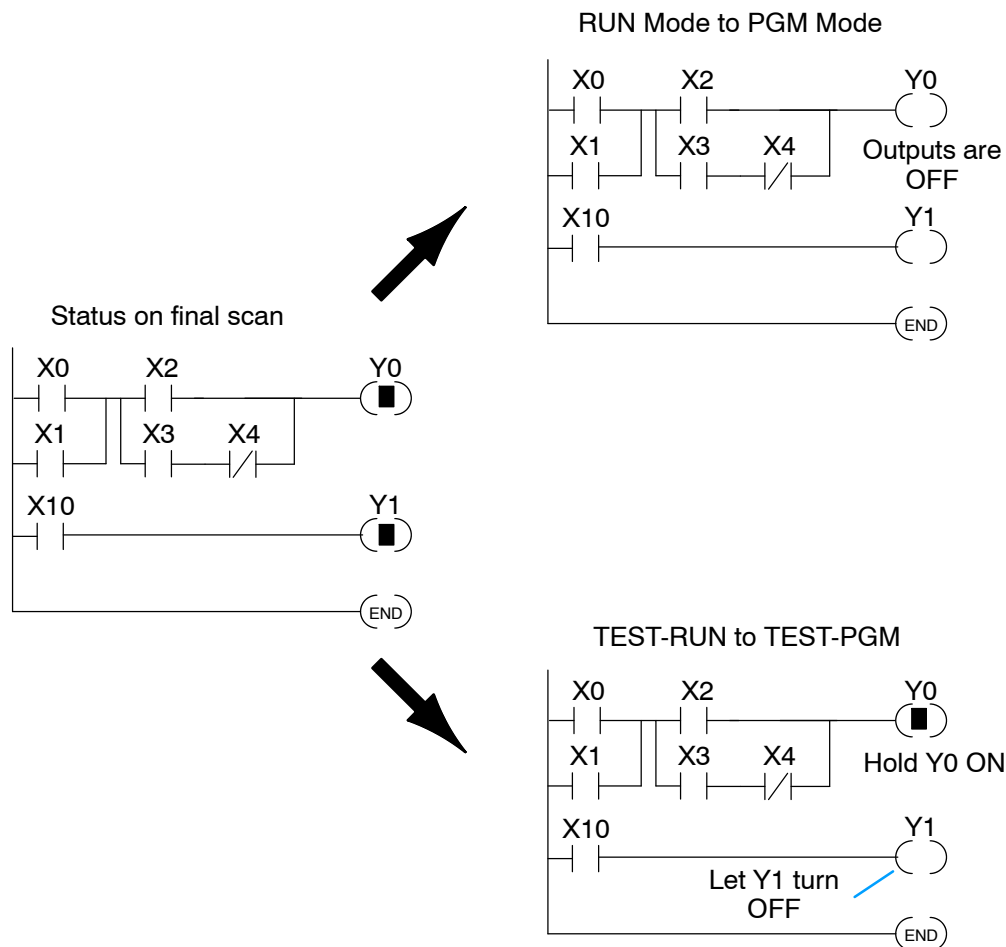 RUN Mode to PGM Mode
X0 X2 Y0
X1 X3 X4
Outputs are
OFF
X10 Y1
END
Status on final scan
X0 X2 Y0
X1 X3 X4
X10 Y1
END
TEST-RUN to TEST-PGM
X0 X2 Y0
X1 X3 X4
Hold Y0 ON
X10 Y1
Let Y1 turn
OFF
END